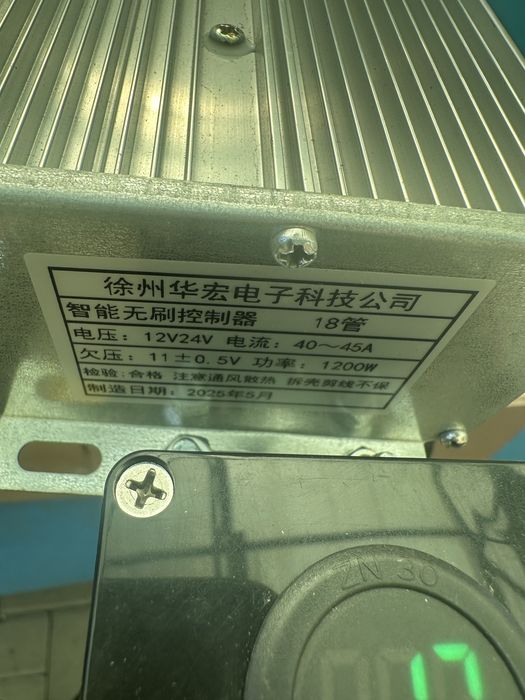 徐州华宏电子科技公司
智能无刷控制器 18管
电压：12V24V 电流：40～45A
欠压：11±0.5V 功率：1200W
检验：合格 注意通风散热 拆壳剪线不保
制造日期：2025年5月
ZN 30
17